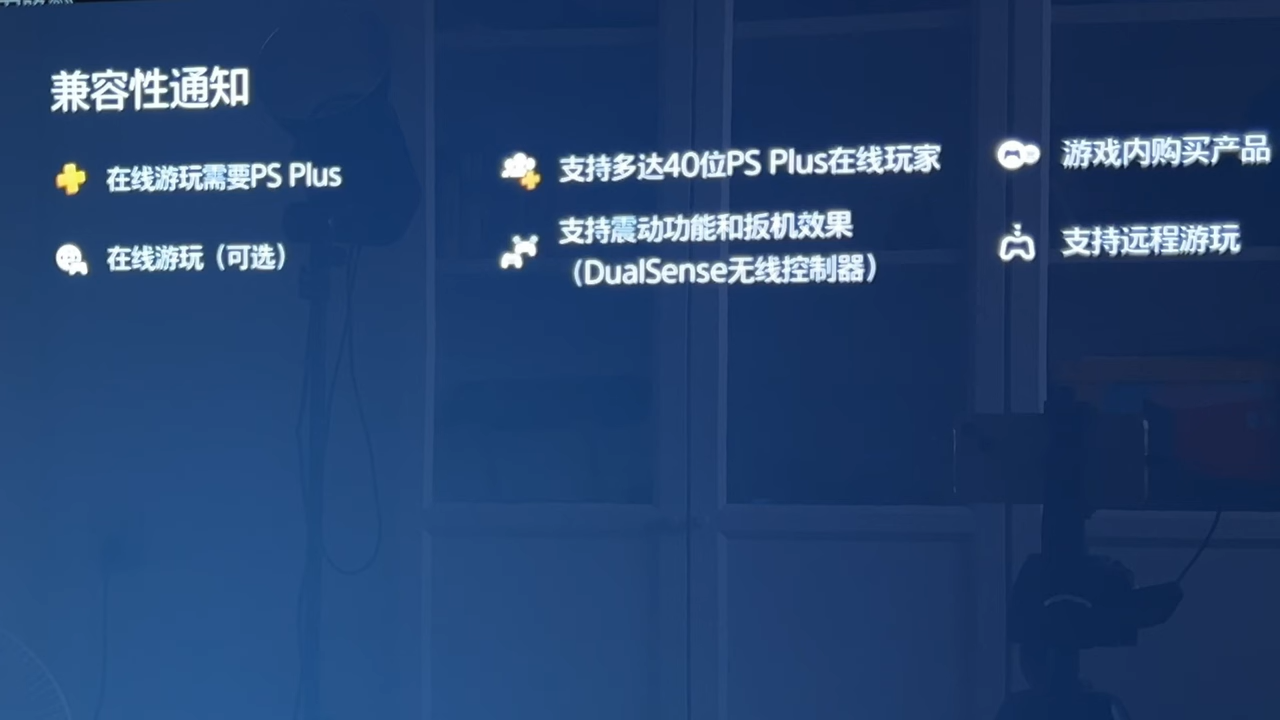 兼容性通知
在线游玩需要PS Plus
在线游玩（可选）
支持多达40位PS Plus在线玩家
支持震动功能和扳机效果
（DualSense无线控制器）
游戏内购买产品
支持远程游玩